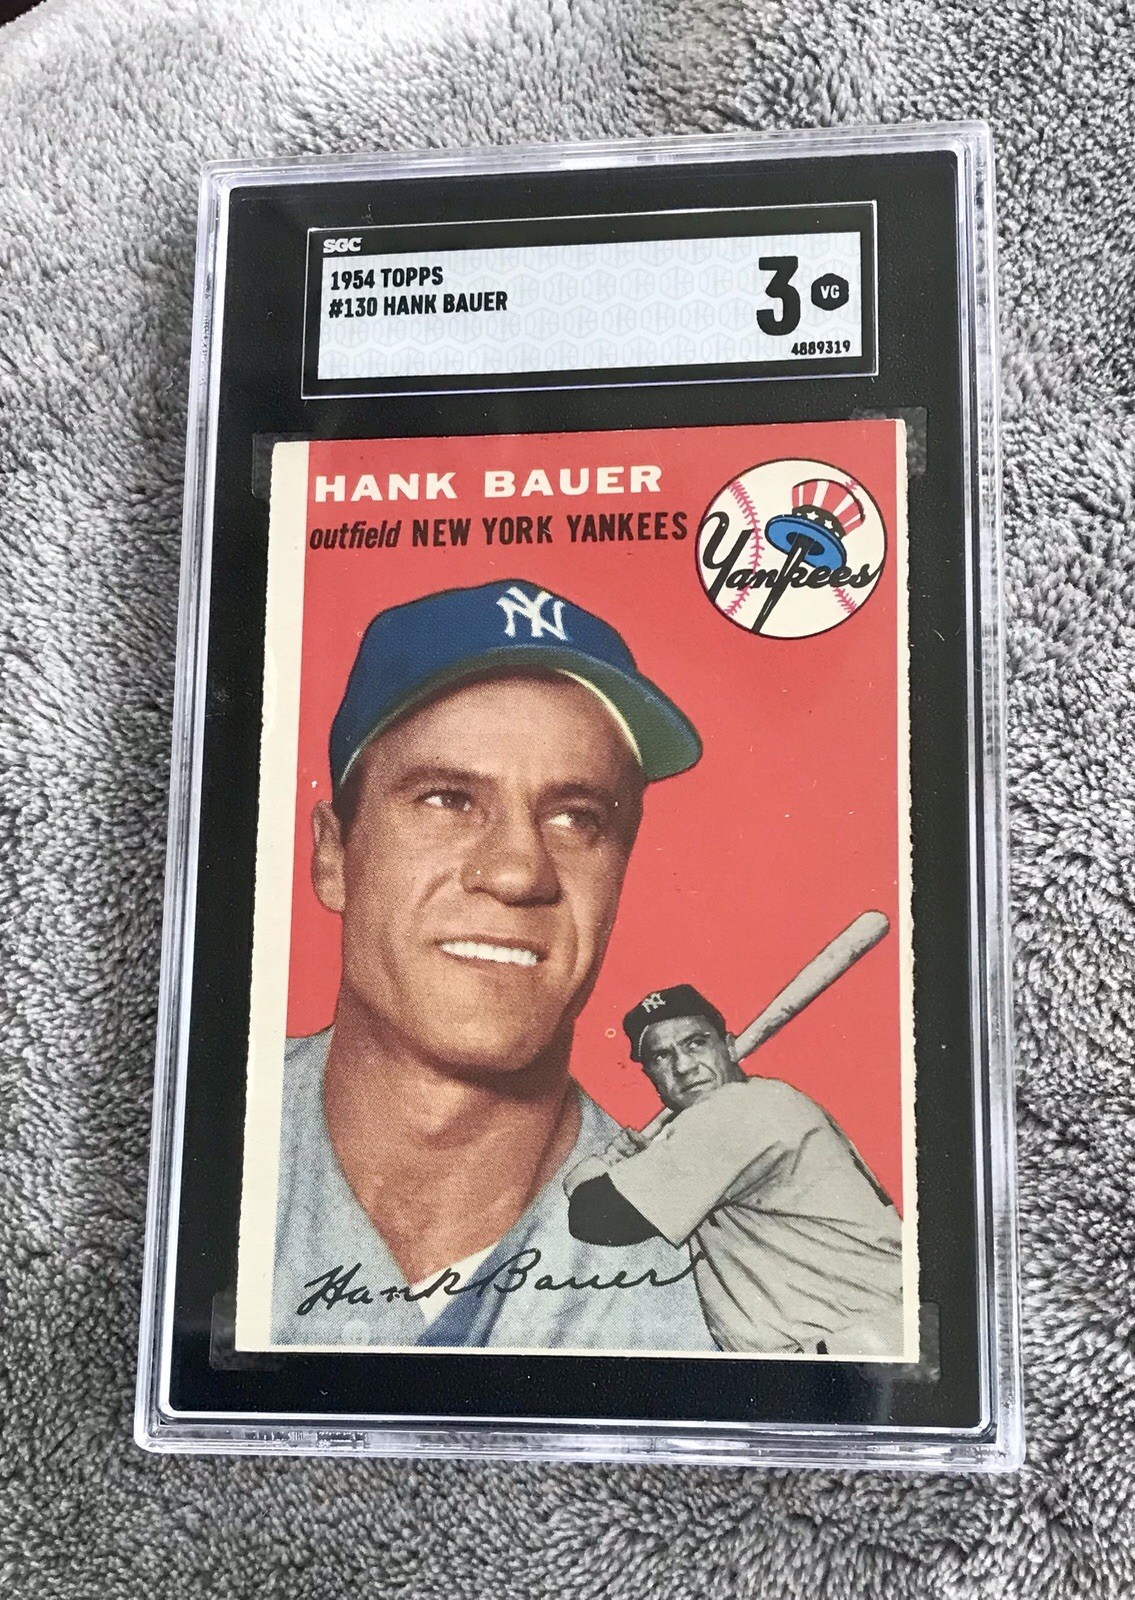 SGC
1954 TOPPS
#130 HANK BAUER
3 VG
4889319
HANK BAUER
outfield NEW YORK YANKEES
Yankees
NY
NY
Hank Bauer